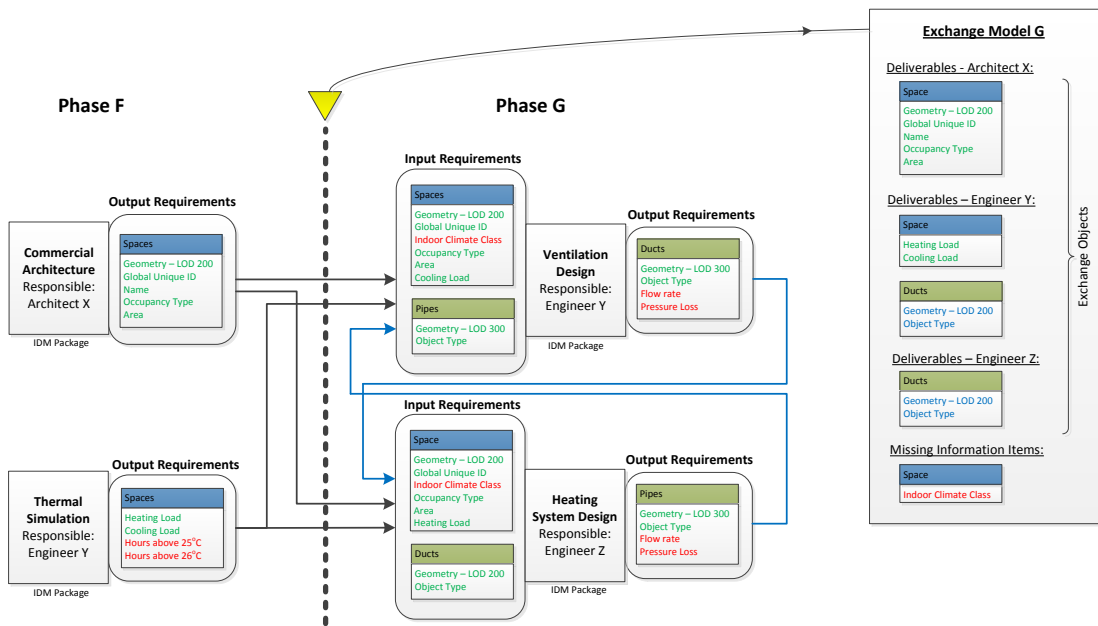 Phase F
Phase G
Output Requirements
Commercial
Architecture
Responsible:
Architect X
IDM Package
Spaces
Geometry – LOD 200
Global Unique ID
Name
Occupancy Type
Area
Output Requirements
Thermal
Simulation
Responsible:
Engineer Y
IDM Package
Spaces
Heating Load
Cooling Load
Hours above 25°C
Hours above 26°C
Input Requirements
Spaces
Geometry – LOD 200
Global Unique ID
Indoor Climate Class
Occupancy Type
Area
Cooling Load
Pipes
Geometry – LOD 300
Object Type
Ventilation
Design
Responsible:
Engineer Y
IDM Package
Output Requirements
Ducts
Geometry – LOD 300
Object Type
Flow rate
Pressure Loss
Input Requirements
Space
Geometry – LOD 200
Global Unique ID
Indoor Climate Class
Occupancy Type
Area
Heating Load
Ducts
Geometry – LOD 200
Object Type
Heating
System Design
Responsible:
Engineer Z
IDM Package
Output Requirements
Pipes
Geometry – LOD 300
Object Type
Flow rate
Pressure Loss
Exchange Model G
Deliverables - Architect X:
Space
Geometry – LOD 200
Global Unique ID
Name
Occupancy Type
Area
Deliverables – Engineer Y:
Space
Heating Load
Cooling Load
Ducts
Geometry – LOD 200
Object Type
Deliverables – Engineer Z:
Ducts
Geometry – LOD 200
Object Type
Missing Information Items:
Space
Indoor Climate Class
Exchange Objects